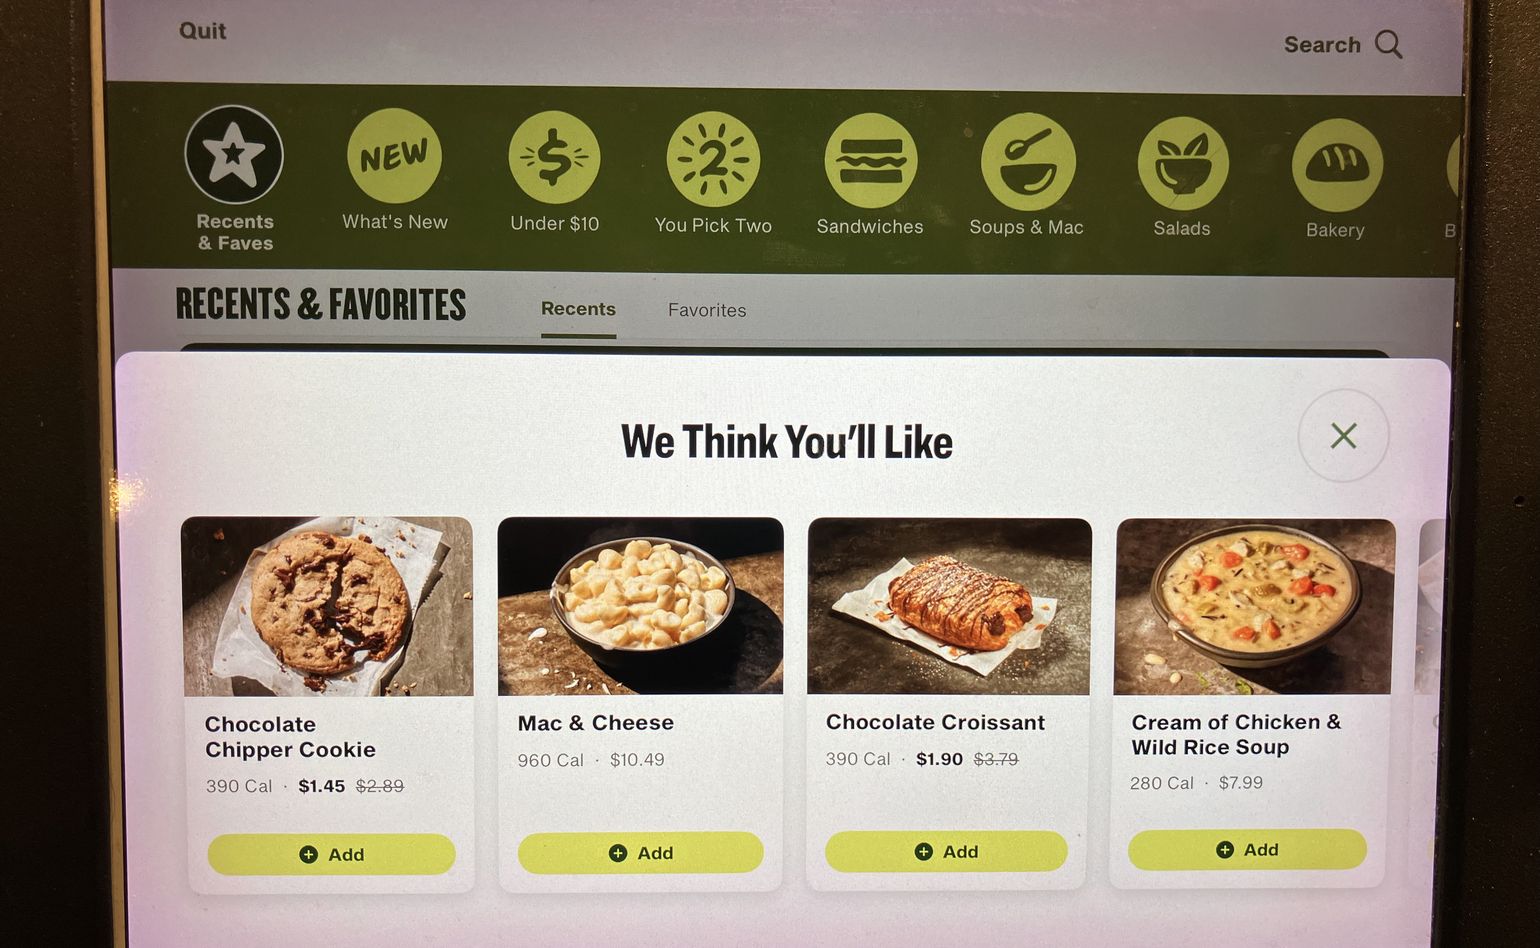 Quit
Search
NEW
$
2
Recents
& Faves
What's New
Under $10
You Pick Two
Sandwiches
Soups & Mac
Salads
Bakery
B
RECENTS & FAVORITES
Recents
Favorites
We Think You'll Like
Chocolate
Chipper Cookie
390 Cal · $1.45 $2.89
Add
Mac & Cheese
960 Cal · $10.49
Add
Chocolate Croissant
390 Cal · $1.90 $3.79
Add
Cream of Chicken &
Wild Rice Soup
280 Cal · $7.99
Add